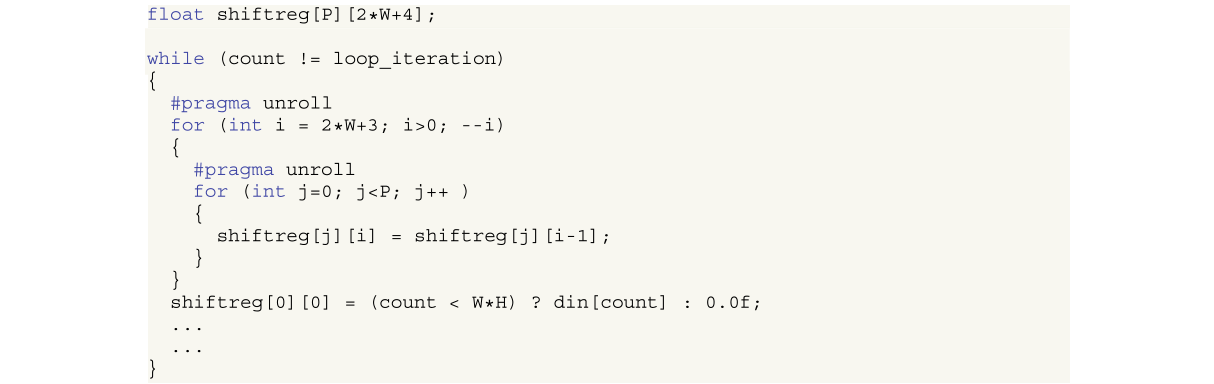 float shiftreg[P][2*W+4];

while (count != loop_iteration)
{
  #pragma unroll
  for (int i = 2*W+3; i>0; --i)
  {
    #pragma unroll
    for (int j=0; j<P; j++ )
    {
      shiftreg[j][i] = shiftreg[j][i-1];
    }
  }
  shiftreg[0][0] = (count < W*H) ? din[count] : 0.0f;
  ...
  ...
}